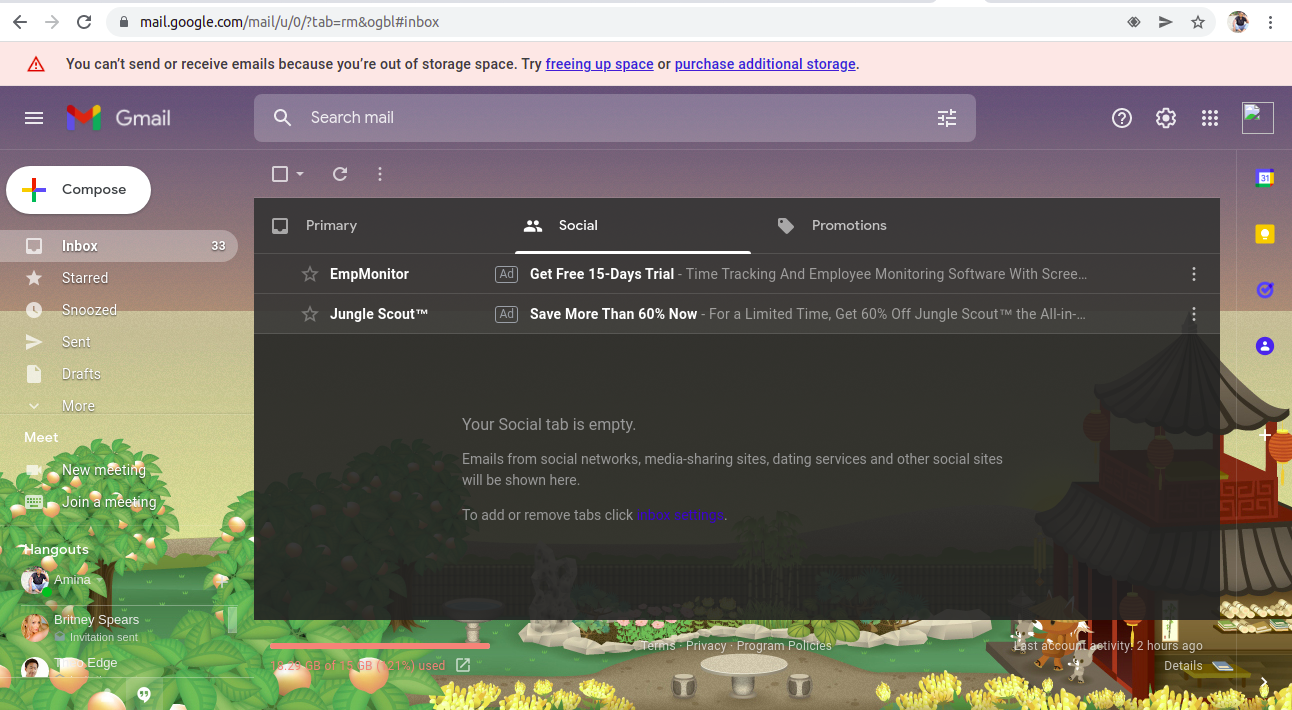 mail.google.com/mail/u/0/?tab=rm&ogbl#inbox
You can't send or receive emails because you're out of storage space. Try freeing up space or purchase additional storage.
Gmail
Search mail
Compose
Inbox 33
Starred
Snoozed
Sent
Drafts
More
Meet
New meeting
Join a meeting
Hangouts
Amina
Britney Spears
Invitation sent
Primary
Social
Promotions
EmpMonitor Ad Get Free 15-Days Trial - Time Tracking And Employee Monitoring Software With Scree…
Jungle Scout™ Ad Save More Than 60% Now - For a Limited Time, Get 60% Off Jungle Scout™ the All-in-…
Your Social tab is empty.
Emails from social networks, media-sharing sites, dating services and other social sites
will be shown here.
To add or remove tabs click inbox settings.
GB of 15 GB (121%) used
Terms · Privacy · Program Policies
Last account activity: 2 hours ago
Details
31